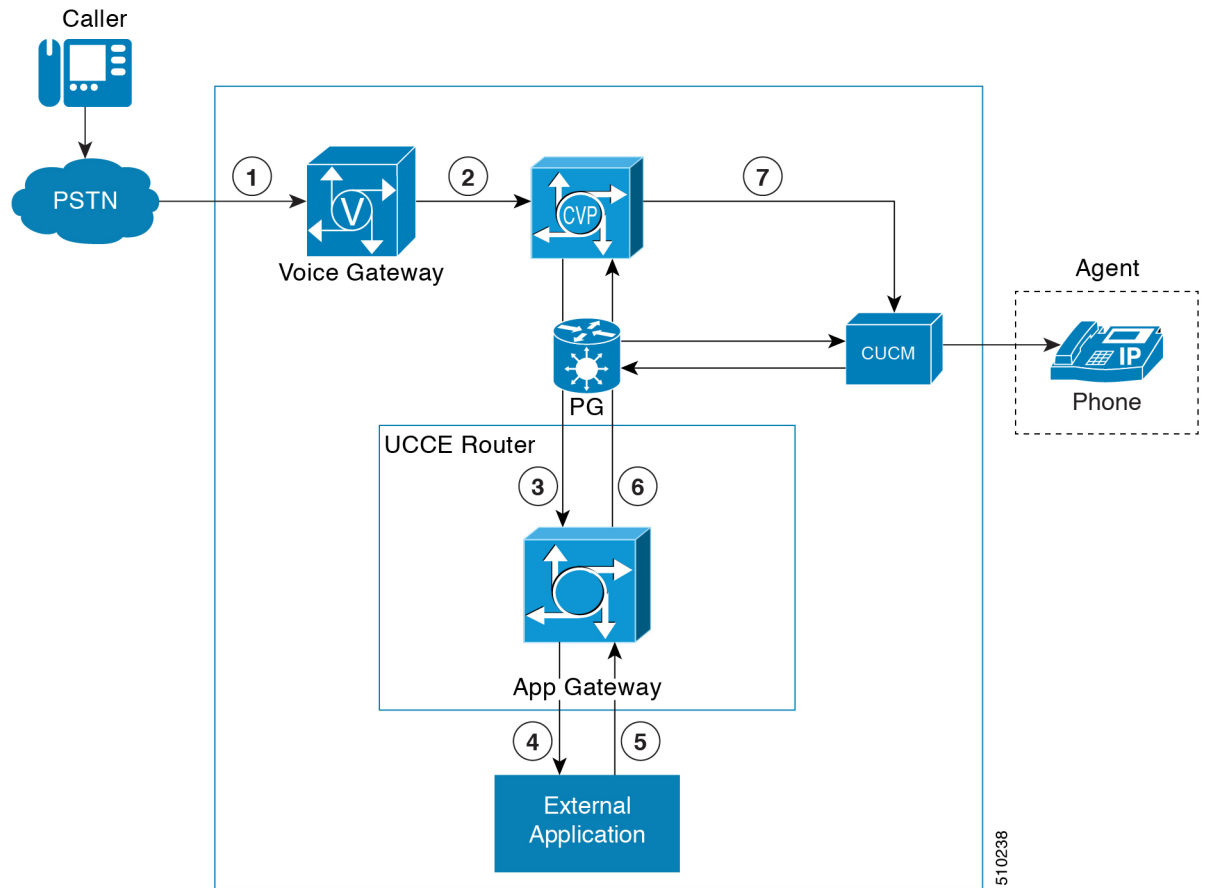 Caller
PSTN
1
V
Voice Gateway
2
CVP
7
Agent
CUCM
IP
Phone
PG
UCCE Router
3
6
App Gateway
4
5
External
Application
510238